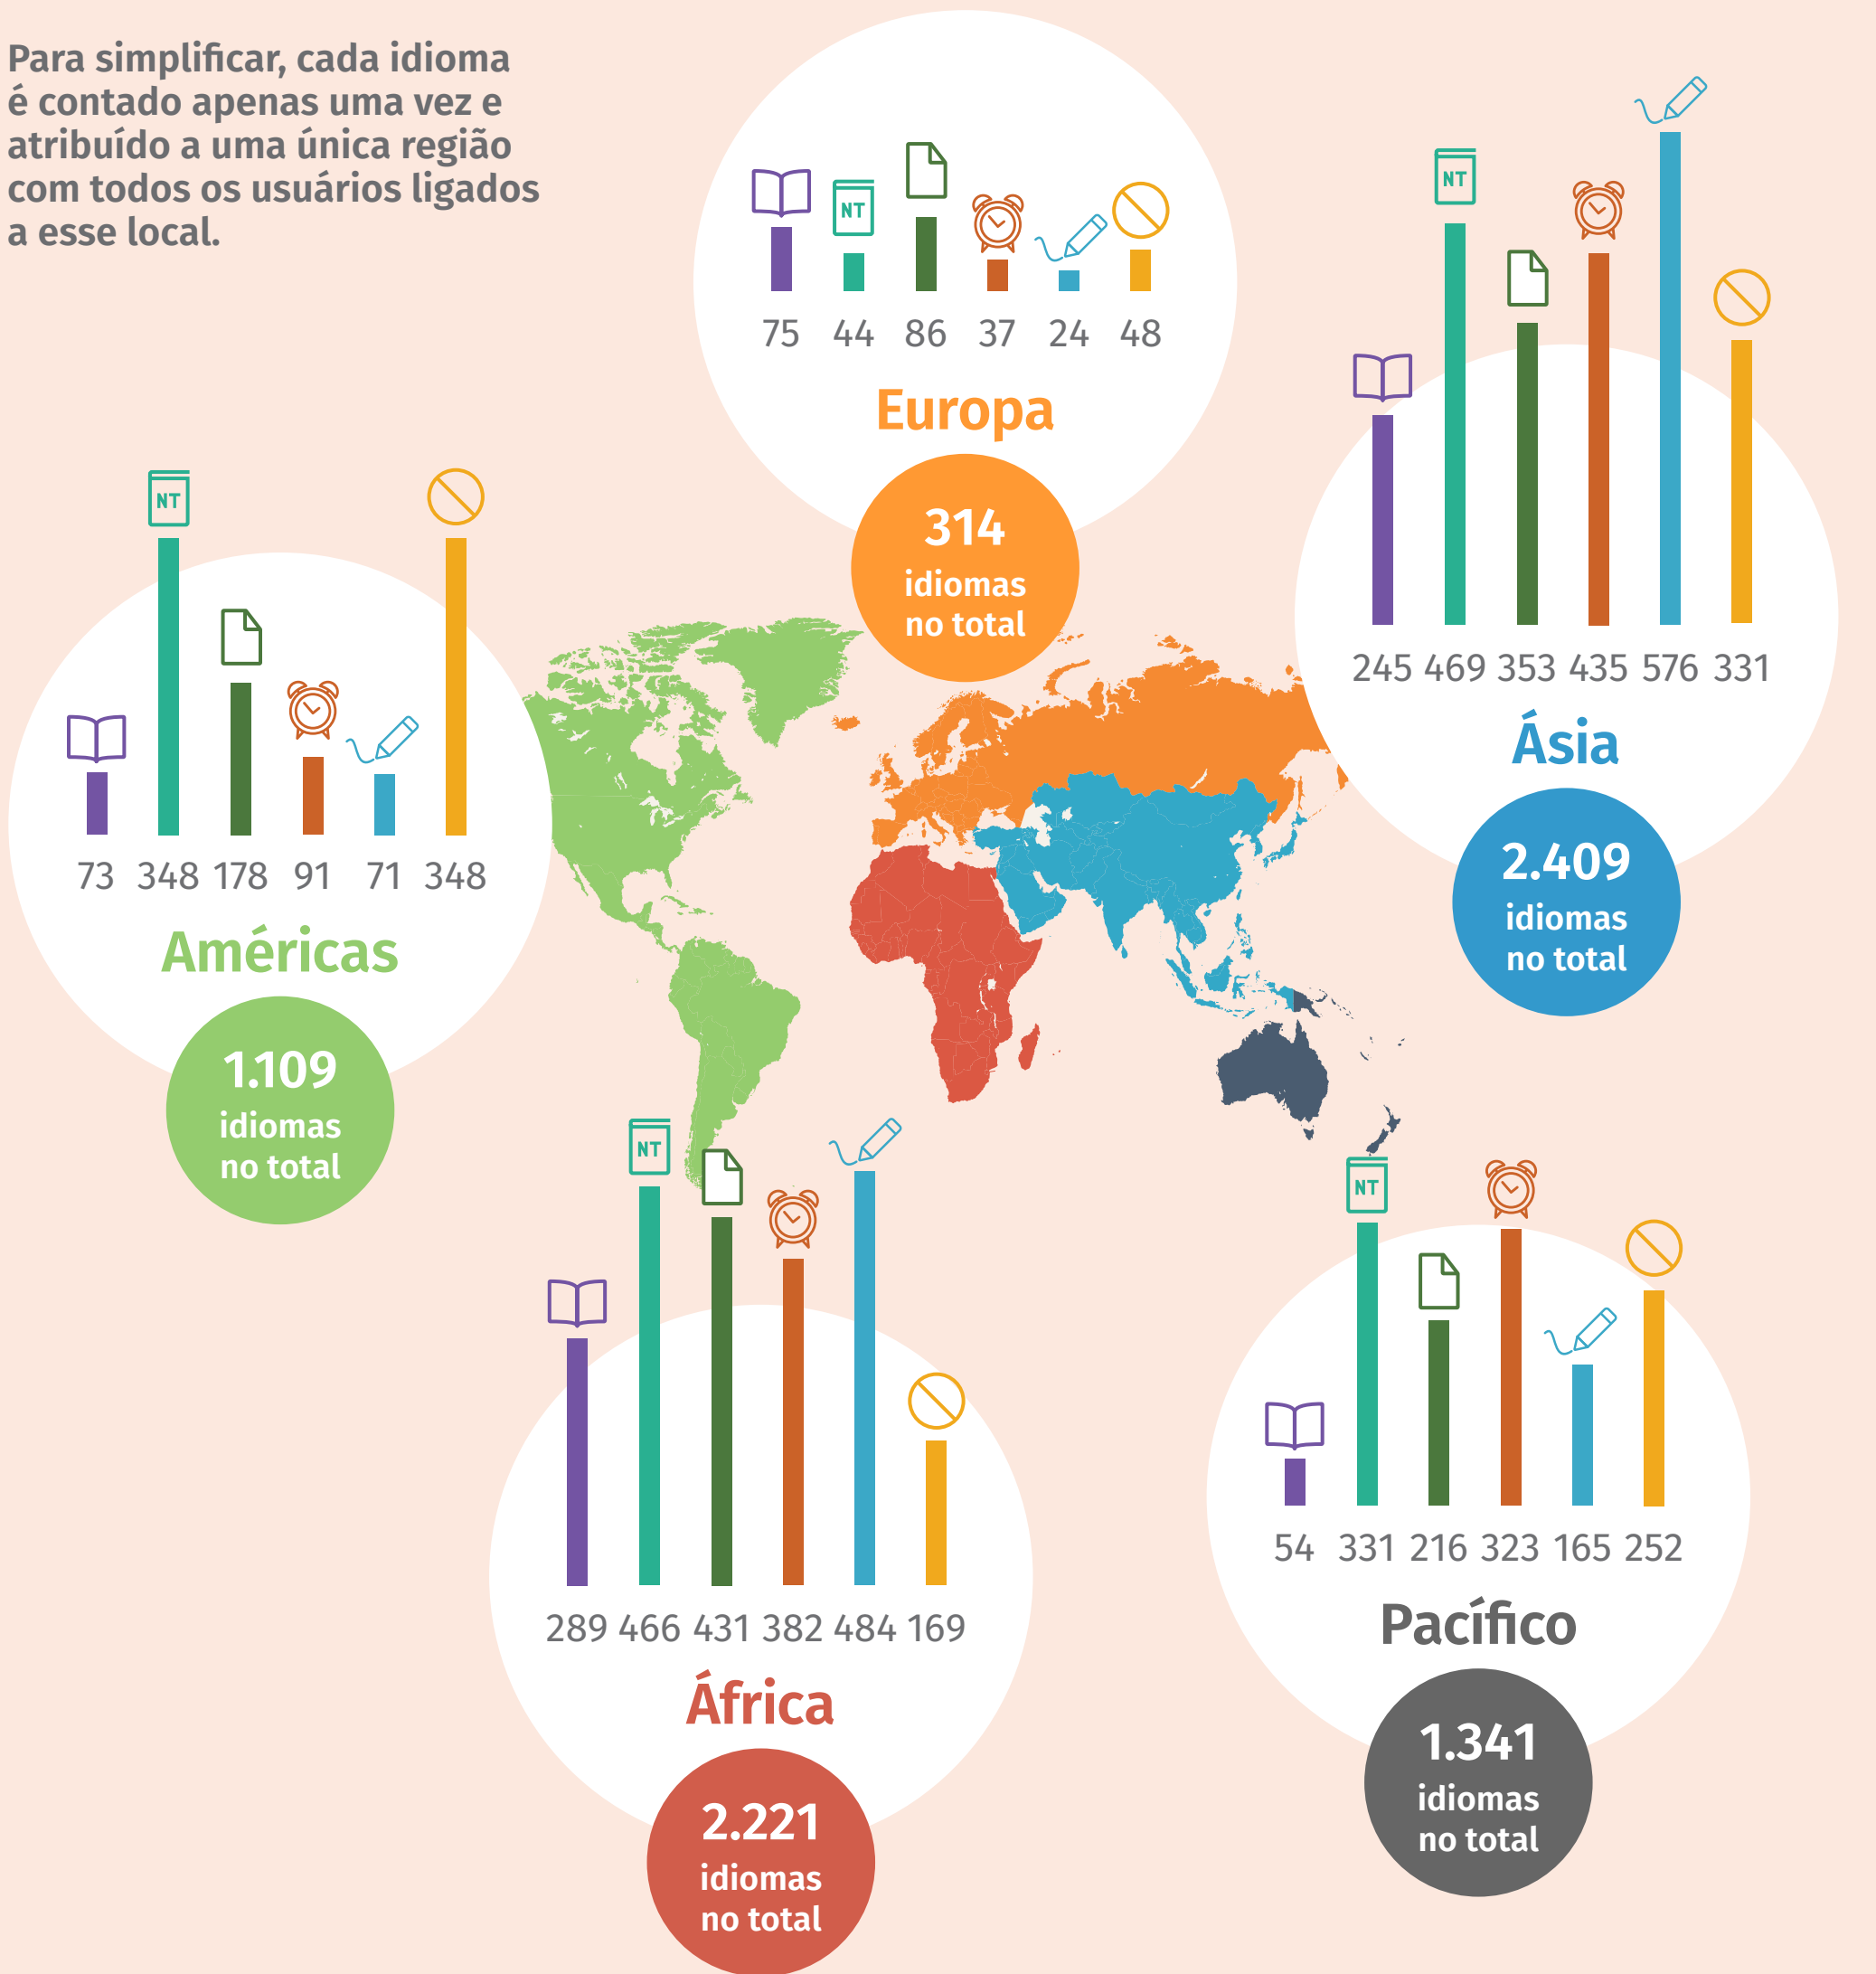 Para simplificar, cada idioma
é contado apenas uma vez e
atribuído a uma única região
com todos os usuários ligados
a esse local.
NT
75 44 86 37 24 48
Europa
314
idiomas
no total
NT
245 469 353 435 576 331
Ásia
2.409
idiomas
no total
NT
73 348 178 91 71 348
Américas
1.109
idiomas
no total
NT
289 466 431 382 484 169
África
2.221
idiomas
no total
NT
54 331 216 323 165 252
Pacífico
1.341
idiomas
no total